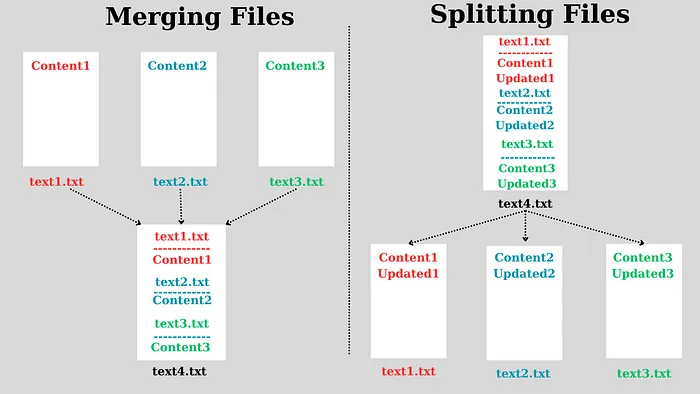 Merging Files
Content1
Content2
Content3
text1.txt
text2.txt
text3.txt
text1.txt
------------
Content1
text2.txt
------------
Content2
text3.txt
------------
Content3
text4.txt
Splitting Files
text1.txt
------------
Content1
Updated1
text2.txt
------------
Content2
Updated2
text3.txt
------------
Content3
Updated3
text4.txt
Content1
Updated1
Content2
Updated2
Content3
Updated3
text1.txt
text2.txt
text3.txt